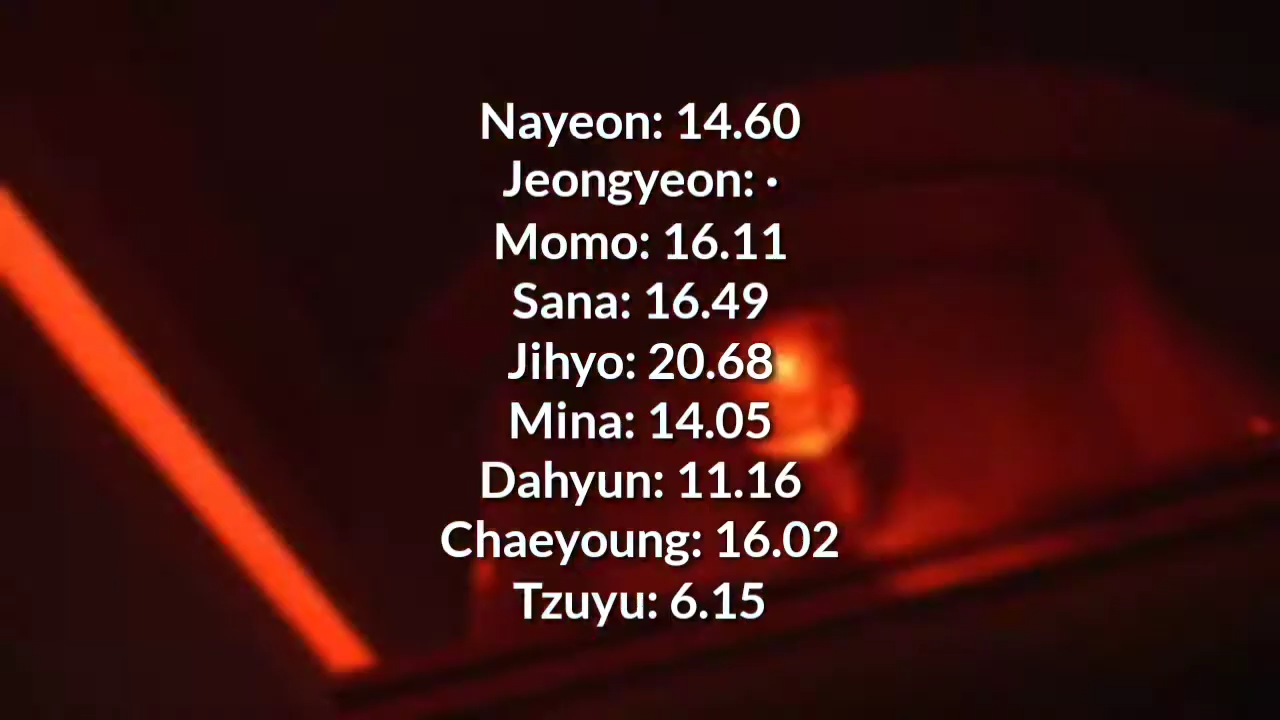 Nayeon: 14.60
Jeongyeon: ·
Momo: 16.11
Sana: 16.49
Jihyo: 20.68
Mina: 14.05
Dahyun: 11.16
Chaeyoung: 16.02
Tzuyu: 6.15